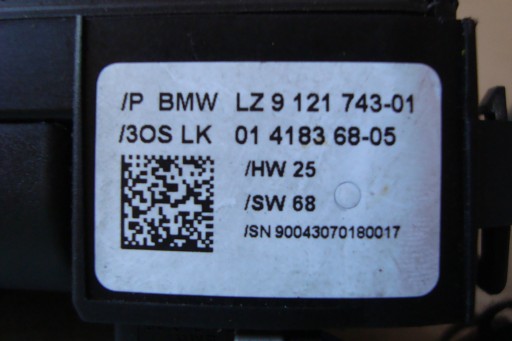 /P BMW LZ 9 121 743-01
/3OS LK 01 4183 68-05
/HW 25
/SW 68
/SN 90043070180017